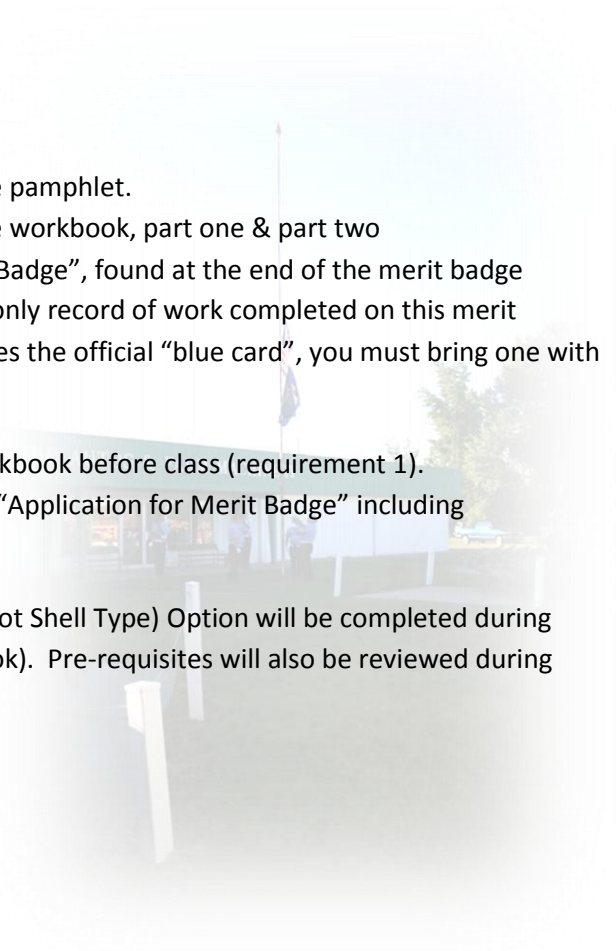 e pamphlet.
e workbook, part one & part two
Badge”, found at the end of the merit badge
only record of work completed on this merit
es the official “blue card”, you must bring one with
kbook before class (requirement 1).
“Application for Merit Badge” including
ot Shell Type) Option will be completed during
ok).  Pre-requisites will also be reviewed during